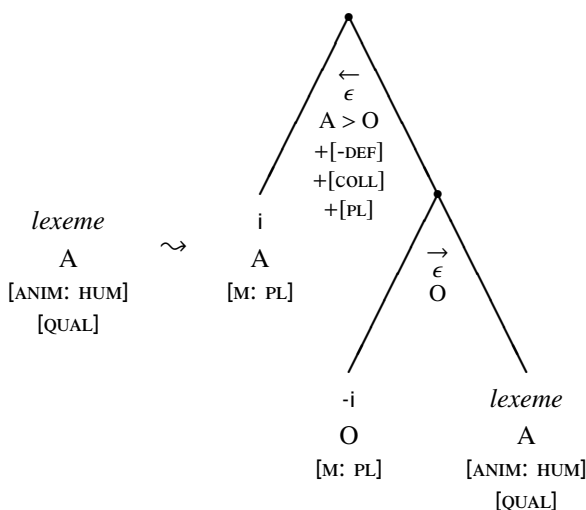 ←
ϵ
A > O
+[-DEF]
+[COLL]
+[PL]
lexeme
A
[ANIM: HUM]
[QUAL]
⤳
i
A
[M: PL]
→
ϵ
O
-i
O
[M: PL]
lexeme
A
[ANIM: HUM]
[QUAL]